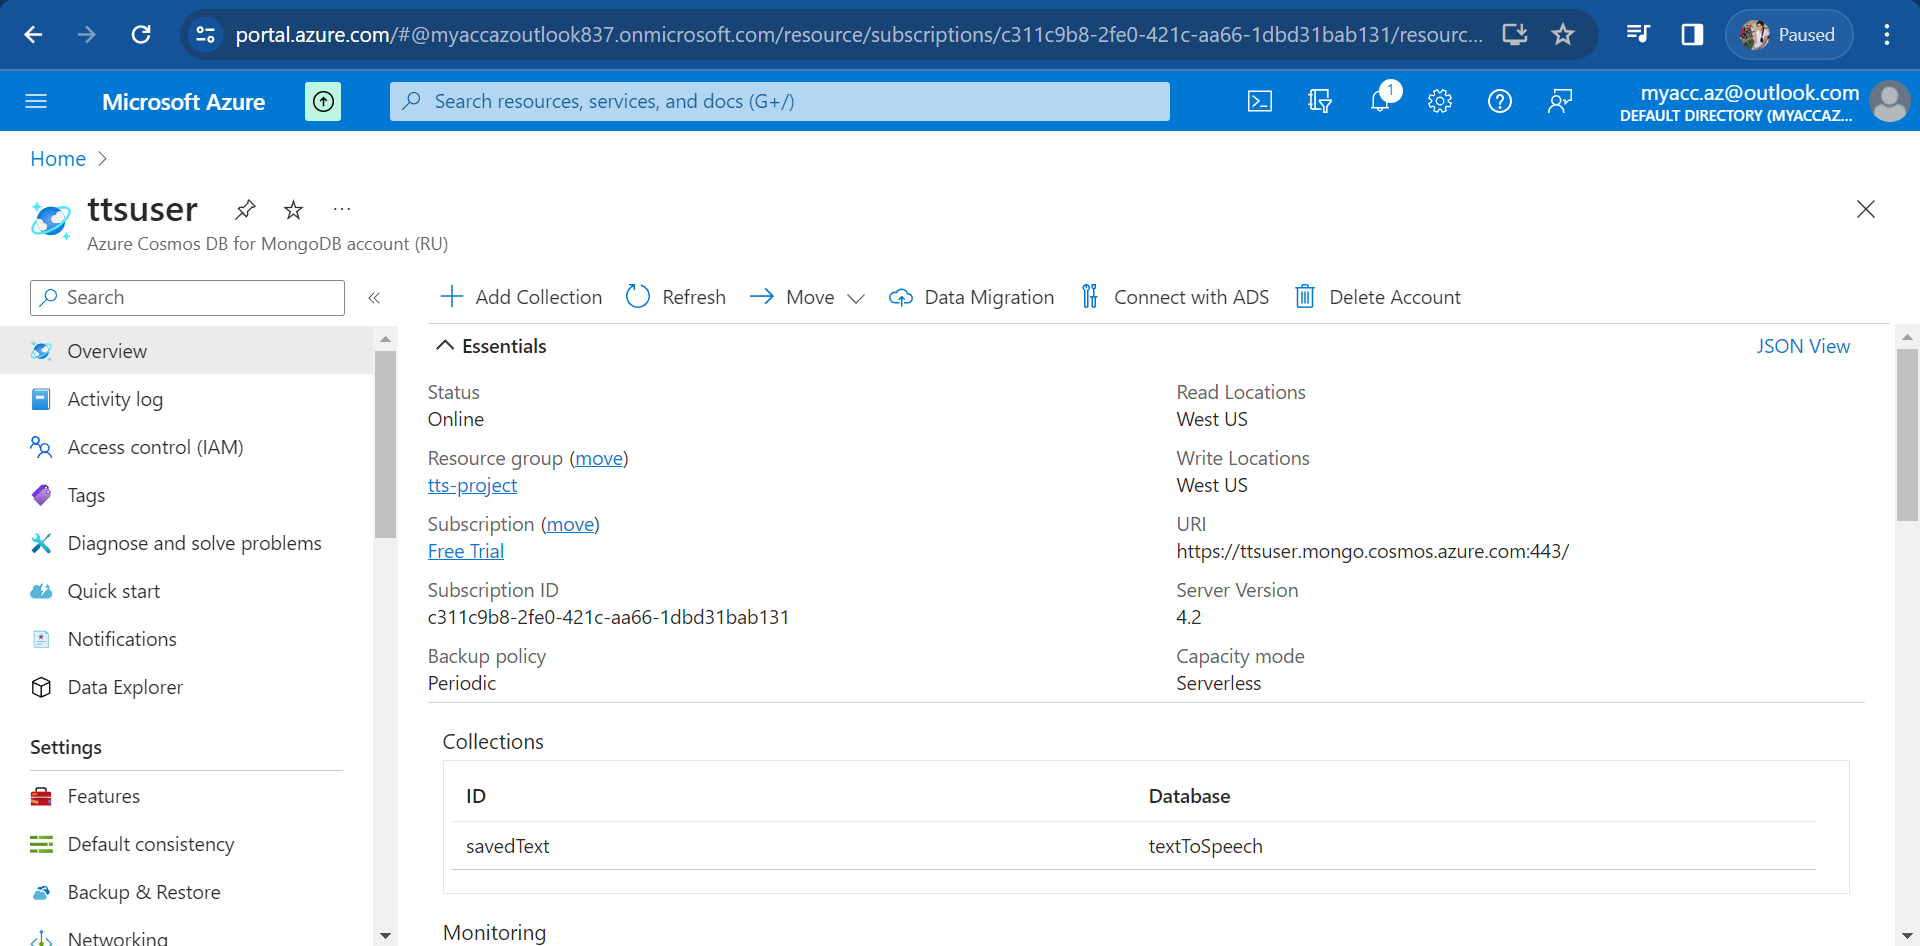 portal.azure.com/#@myaccazoutlook837.onmicrosoft.com/resource/subscriptions/c311c9b8-2fe0-421c-aa66-1dbd31bab131/resourc...
Paused
Microsoft Azure
Search resources, services, and docs (G+/)
1
myacc.az@outlook.com
DEFAULT DIRECTORY (MYACCAZ...
Home
ttsuser
Azure Cosmos DB for MongoDB account (RU)
Search
Add Collection
Refresh
Move
Data Migration
Connect with ADS
Delete Account
Overview
Activity log
Access control (IAM)
Tags
Diagnose and solve problems
Quick start
Notifications
Data Explorer
Settings
Features
Default consistency
Backup & Restore
Networking
Essentials
JSON View
Status
Online
Resource group (move)
tts-project
Subscription (move)
Free Trial
Subscription ID
c311c9b8-2fe0-421c-aa66-1dbd31bab131
Backup policy
Periodic
Read Locations
West US
Write Locations
West US
URI
https://ttsuser.mongo.cosmos.azure.com:443/
Server Version
4.2
Capacity mode
Serverless
Collections
ID Database
savedText textToSpeech
Monitoring